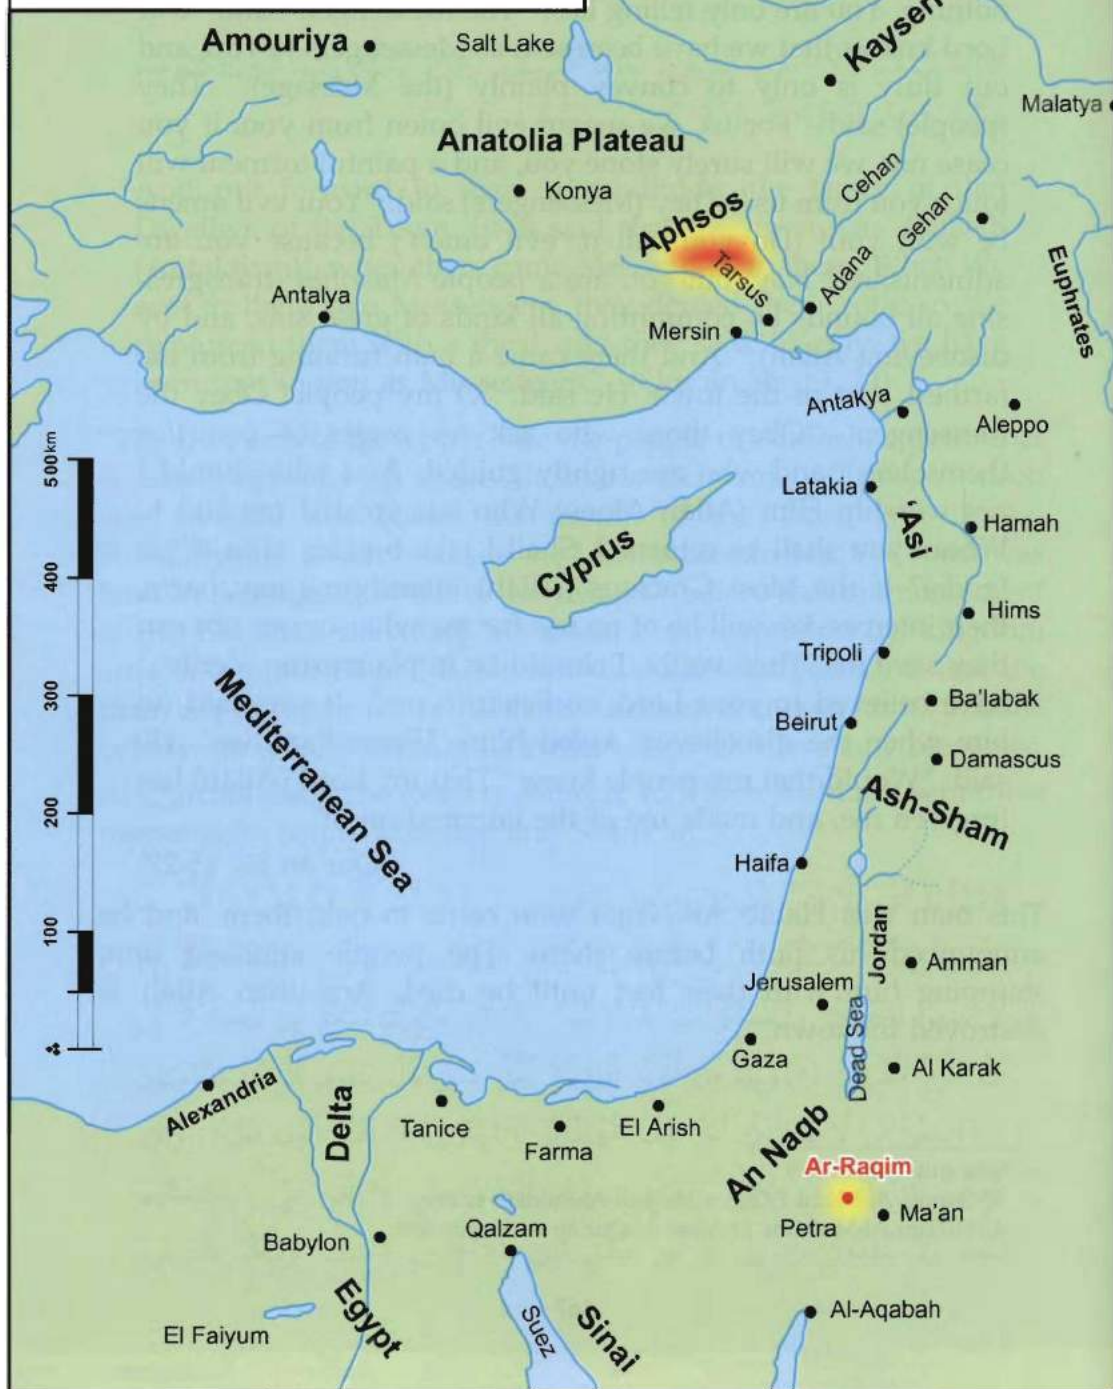 Amouriya
Salt Lake
Kayseri
Malatya
Anatolia Plateau
Konya
Cehan
Gehan
Aphsos
Tarsus
Adana
Euphrates
Antalya
Mersin
Antakya
Aleppo
500km
Latakia
'Asi
Hamah
Cyprus
400
Hims
Tripoli
Mediterranean Sea
300
Ba'labak
Beirut
Damascus
Ash-Sham
200
Haifa
100
Jordan
Amman
Jerusalem
Dead Sea
Gaza
Al Karak
Alexandria
Delta
Tanice
Farma
El Arish
An Naqb
Ar-Raqim
Petra
Ma'an
Babylon
Qalzam
Egypt
El Faiyum
Suez
Sinai
Al-Aqabah